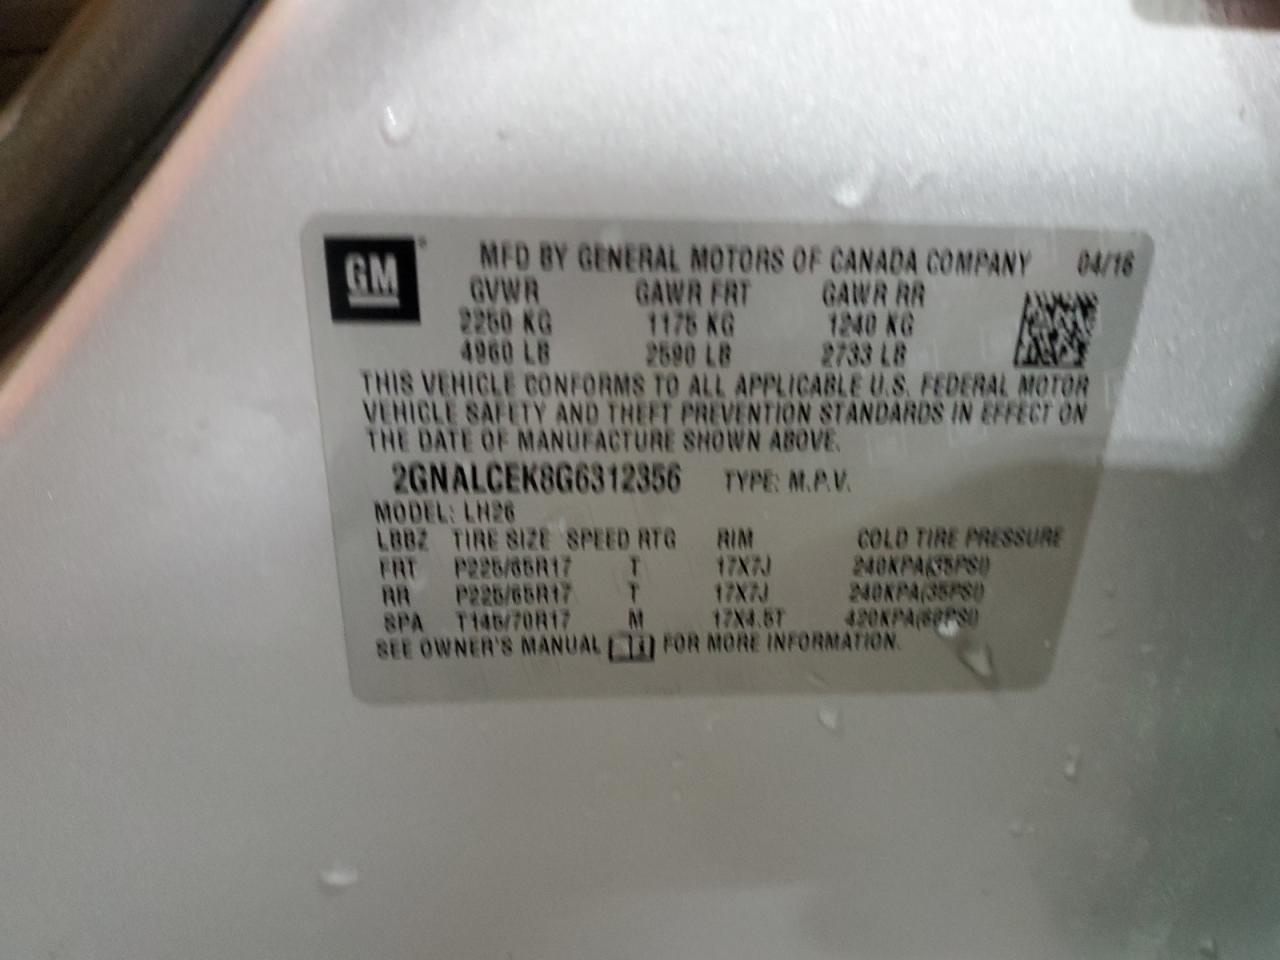 GM
MFD BY GENERAL MOTORS OF CANADA COMPANY 04/16
GVWR GAWR FRT GAWR RR
2250 KG 1175 KG 1240 KG
4960 LB 2590 LB 2733 LB
THIS VEHICLE CONFORMS TO ALL APPLICABLE U.S. FEDERAL MOTOR
VEHICLE SAFETY AND THEFT PREVENTION STANDARDS IN EFFECT ON
THE DATE OF MANUFACTURE SHOWN ABOVE.
2GNALCEK8G6312356 TYPE: M.P.V.
MODEL: LH26
LBBZ TIRE SIZE SPEED RTG RIM COLD TIRE PRESSURE
FRT P225/65R17 T 17X7J 240KPA(35PSI)
RR P225/65R17 T 17X7J 240KPA(35PSI)
SPA T145/70R17 M 17X4.5T 420KPA(60PSI)
SEE OWNER'S MANUAL FOR MORE INFORMATION.